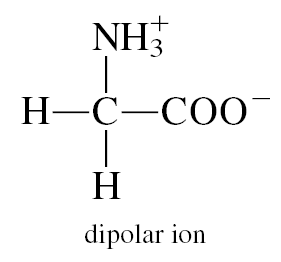 NH₃⁺
H—C—COO⁻
H
dipolar ion